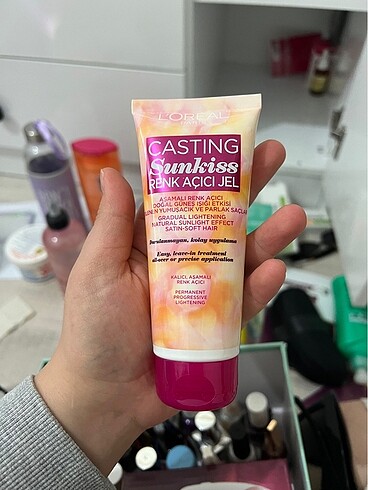 L'ORÉAL
CASTING
Sunkiss
RENK AÇICI JEL
AŞAMALI RENK AÇICI
DOĞAL GÜNEŞ IŞIĞI ETKİSİ
YUMUŞACIK VE PARLAK SAÇLAR
GRADUAL LIGHTENING
NATURAL SUNLIGHT EFFECT
SATIN-SOFT HAIR
Durulanmayan, kolay uygulama
Easy, leave-in treatment
all-over or precise application
KALICI, AŞAMALI
RENK AÇICI
PERMANENT
PROGRESSIVE
LIGHTENING